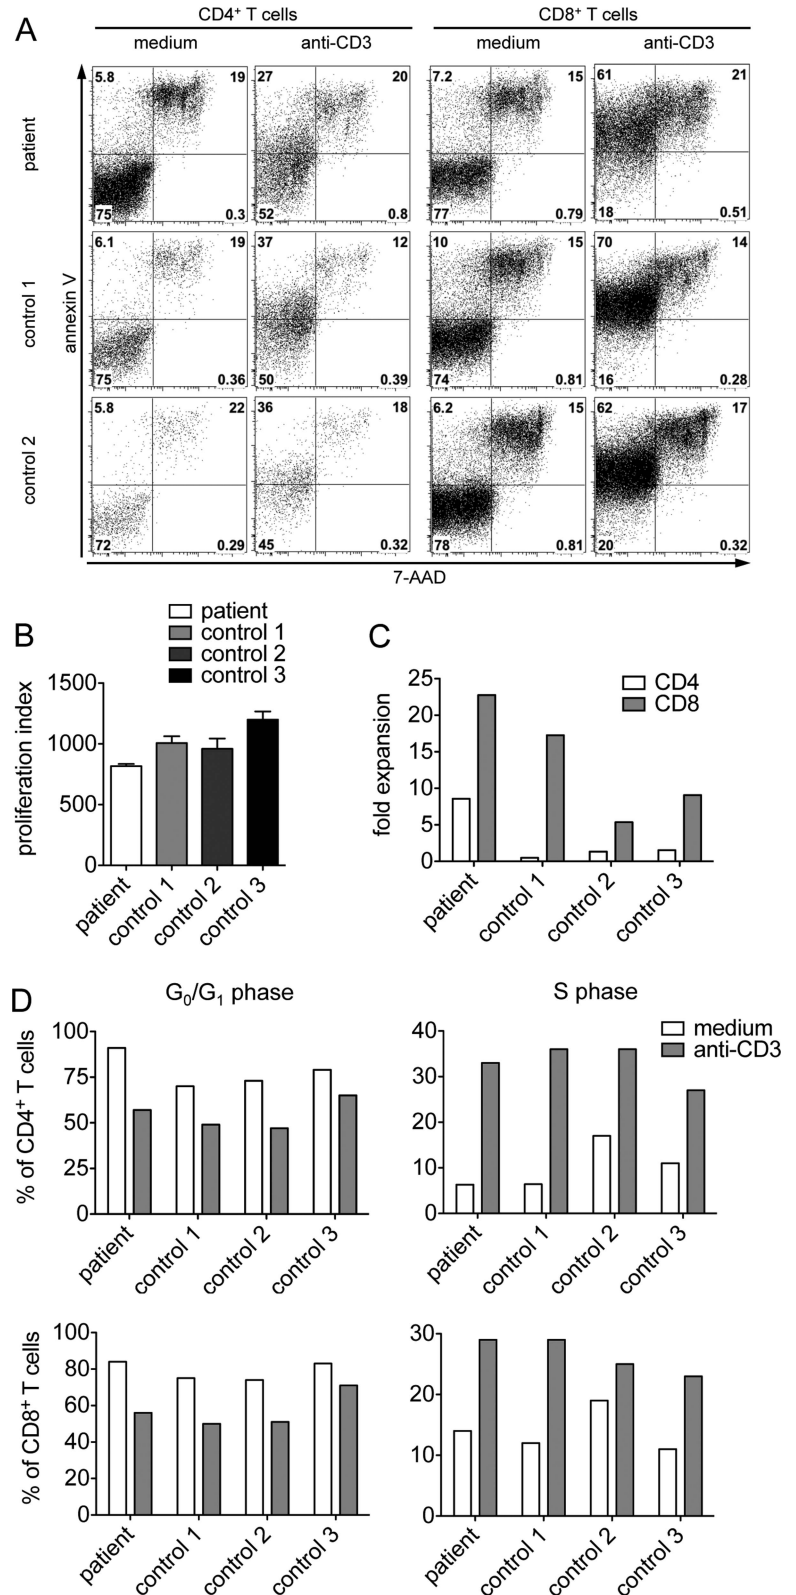 A
CD4⁺ T cells CD8⁺ T cells
medium anti-CD3 medium anti-CD3
patient
5.8 19 27 20 7.2 15 61 21
75 0.3 52 0.8 77 0.79 18 0.51
control 1
6.1 19 37 12 10 15 70 14
75 0.36 50 0.39 74 0.81 16 0.28
control 2
5.8 22 36 18 6.2 15 62 17
72 0.29 45 0.32 78 0.81 20 0.32
annexin V
7-AAD
B
patient
control 1
control 2
control 3
proliferation index
1500
1000
500
0
patient control 1 control 2 control 3
C
CD4
CD8
fold expansion
25
20
15
10
5
0
patient control 1 control 2 control 3
D
G₀/G₁ phase S phase
medium
anti-CD3
% of CD4⁺ T cells
100
75
50
25
0
patient control 1 control 2 control 3
40
30
20
10
0
patient control 1 control 2 control 3
% of CD8⁺ T cells
100
80
60
40
20
0
patient control 1 control 2 control 3
30
20
10
0
patient control 1 control 2 control 3